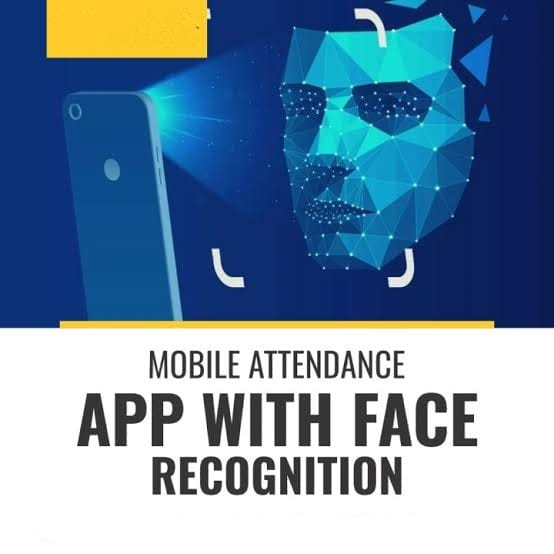 MOBILE ATTENDANCE
APP WITH FACE
RECOGNITION